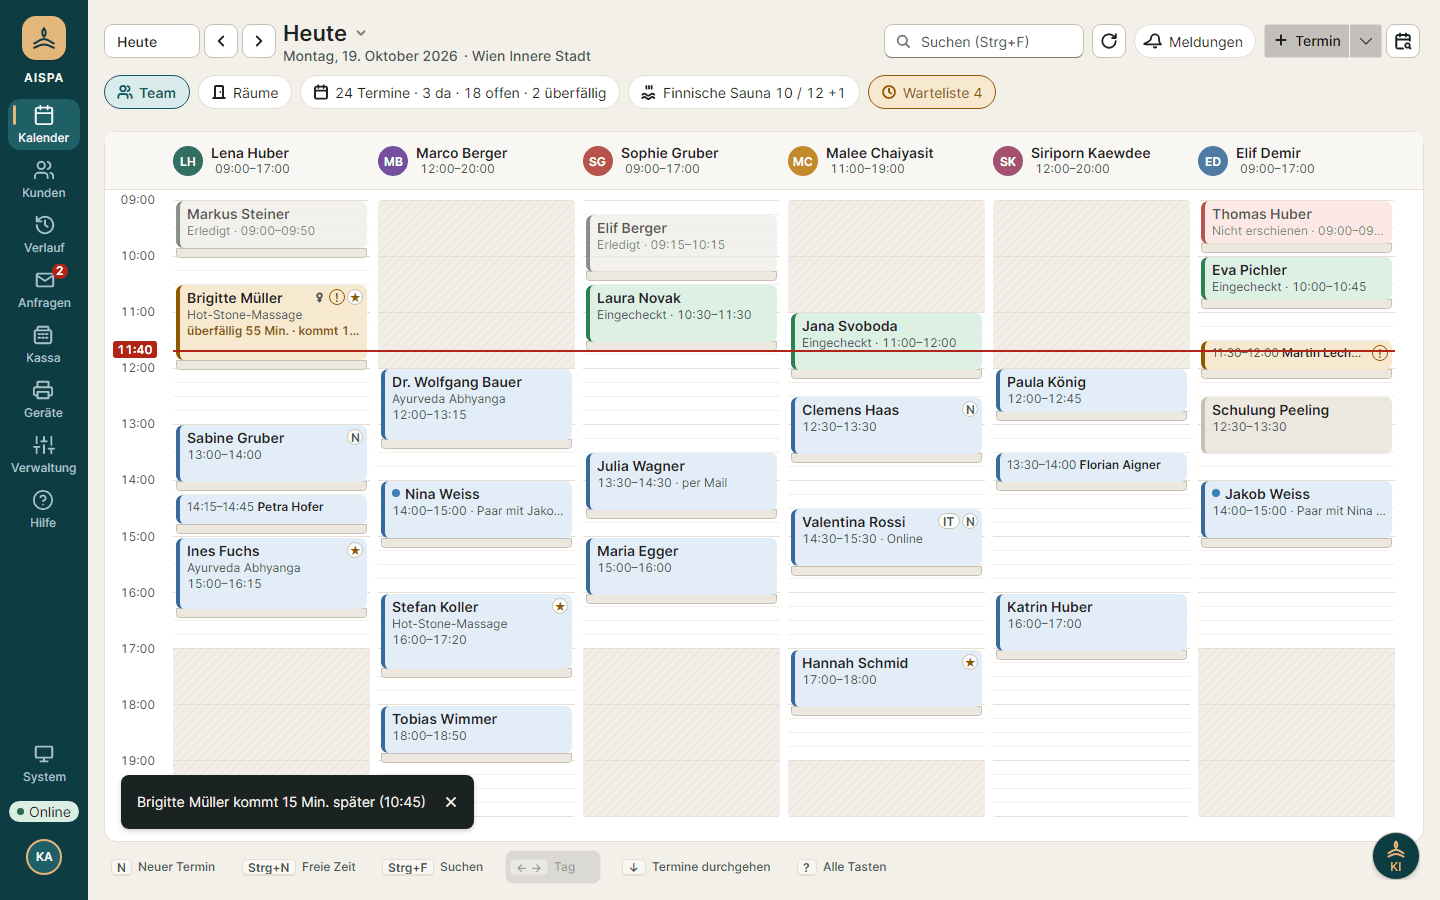 AISPA
Kalender
Kunden
Verlauf
2
Anfragen
Kassa
Geräte
Verwaltung
Hilfe
System
Online
KA
Heute
Heute
Montag, 19. Oktober 2026 · Wien Innere Stadt
Suchen (Strg+F)
Meldungen
+ Termin
Team
Räume
24 Termine · 3 da · 18 offen · 2 überfällig
Finnische Sauna 10 / 12 +1
Warteliste 4
LH Lena Huber
09:00–17:00
MB Marco Berger
12:00–20:00
SG Sophie Gruber
09:00–17:00
MC Malee Chaiyasit
11:00–19:00
SK Siriporn Kaewdee
12:00–20:00
ED Elif Demir
09:00–17:00
09:00
10:00
11:00
11:40
12:00
13:00
14:00
15:00
16:00
17:00
18:00
19:00
Markus Steiner
Erledigt · 09:00–09:50
Brigitte Müller
Hot-Stone-Massage
überfällig 55 Min. · kommt 1...
Sabine Gruber N
13:00–14:00
14:15–14:45 Petra Hofer
Ines Fuchs
Ayurveda Abhyanga
15:00–16:15
Dr. Wolfgang Bauer
Ayurveda Abhyanga
12:00–13:15
Nina Weiss
14:00–15:00 · Paar mit Jako...
Stefan Koller
Hot-Stone-Massage
16:00–17:20
Tobias Wimmer
18:00–18:50
Elif Berger
Erledigt · 09:15–10:15
Laura Novak
Eingecheckt · 10:30–11:30
Julia Wagner
13:30–14:30 · per Mail
Maria Egger
15:00–16:00
Jana Svoboda
Eingecheckt · 11:00–12:00
Clemens Haas N
12:30–13:30
Valentina Rossi IT N
14:30–15:30 · Online
Hannah Schmid
17:00–18:00
Paula König
12:00–12:45
13:30–14:00 Florian Aigner
Katrin Huber
16:00–17:00
Thomas Huber
Nicht erschienen · 09:00–09...
Eva Pichler
Eingecheckt · 10:00–10:45
11:30–12:00 Martin Lech... !
Schulung Peeling
12:30–13:30
Jakob Weiss
14:00–15:00 · Paar mit Nina ...
Brigitte Müller kommt 15 Min. später (10:45)
N Neuer Termin
Strg+N Freie Zeit
Strg+F Suchen
← → Tag
↓ Termine durchgehen
? Alle Tasten
KI